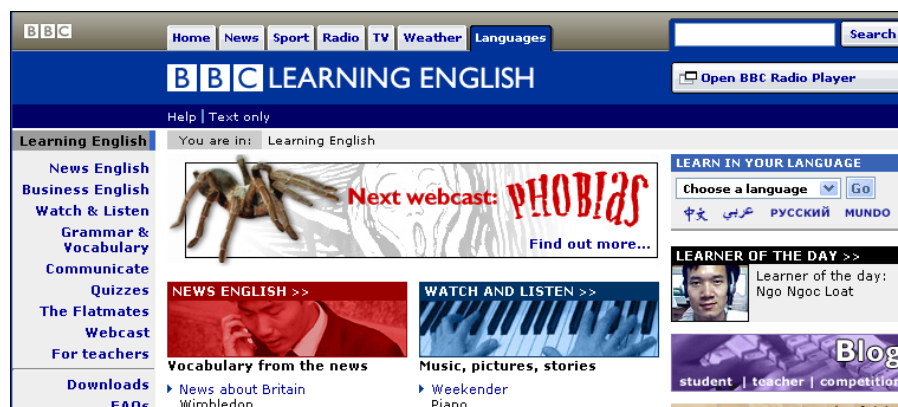 BBC
Home News Sport Radio TV Weather Languages
Search
BBC LEARNING ENGLISH
Open BBC Radio Player
Help | Text only
Learning English
You are in: Learning English
News English
Business English
Watch & Listen
Grammar &
Vocabulary
Communicate
Quizzes
The Flatmates
Webcast
For teachers
Downloads
FAQs
Next webcast: PHOBIAS
Find out more...
NEWS ENGLISH >>
Vocabulary from the news
News about Britain
Wimbledon
WATCH AND LISTEN >>
Music, pictures, stories
Weekender
Piano
LEARN IN YOUR LANGUAGE
Choose a language Go
中文 عربي РУССКИЙ MUNDO
LEARNER OF THE DAY >>
Learner of the day:
Ngo Ngoc Loat
Blog
student | teacher | competition